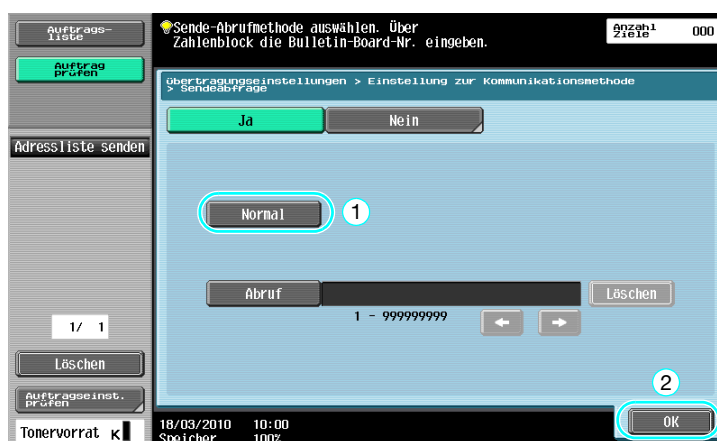 Auftrags-
liste
Sende-Abrufmethode auswählen. Über
Zahlenblock die Bulletin-Board-Nr. eingeben.
Anzahl
Ziele
000
Auftrag
prüfen
Übertragungseinstellungen > Einstellung zur Kommunikationsmethode
> Sendeabfrage
Ja
Nein
Adressliste senden
Normal
1
Abruf
Löschen
1 - 999999999
1/ 1
Löschen
2
Auftragseinst.
prüfen
OK
Tonervorrat K
18/03/2010 10:00
Speicher 100%